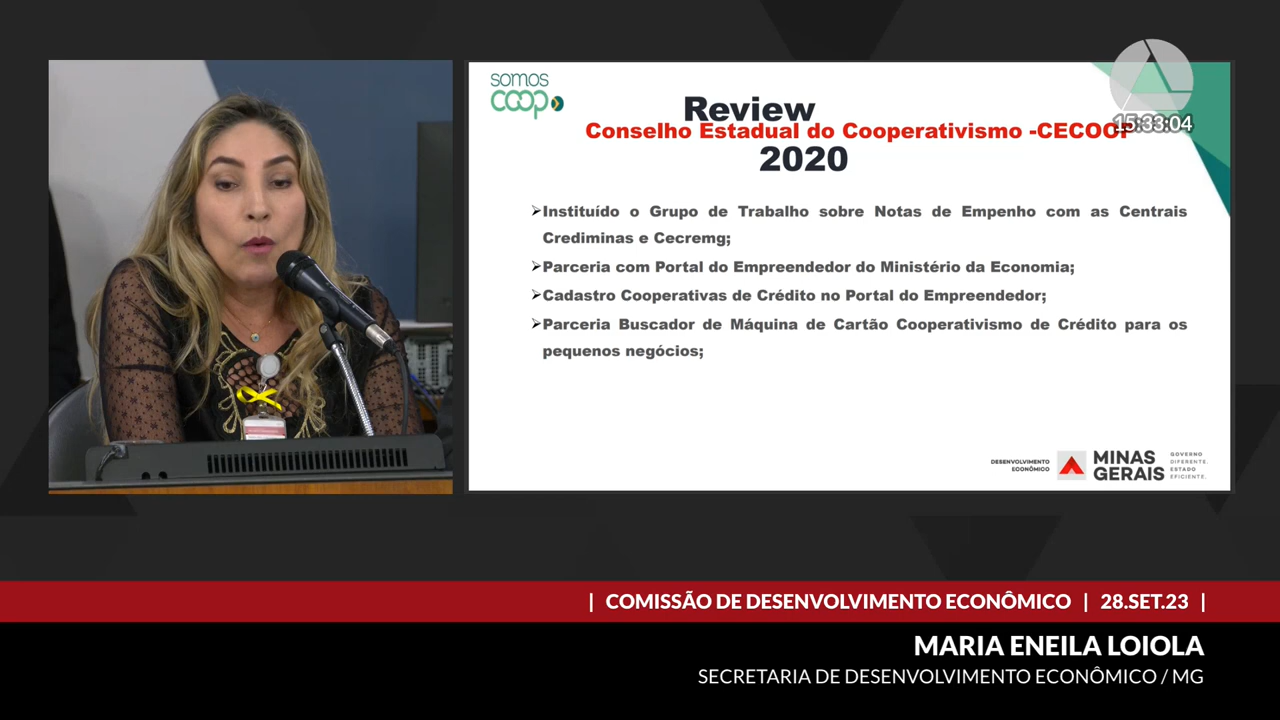 somos
coop
Review
Conselho Estadual do Cooperativismo -CECOOP
2020
15:33:04
➢Instituído o Grupo de Trabalho sobre Notas de Empenho com as Centrais
Crediminas e Cecremg;
➢Parceria com Portal do Empreendedor do Ministério da Economia;
➢Cadastro Cooperativas de Crédito no Portal do Empreendedor;
➢Parceria Buscador de Máquina de Cartão Cooperativismo de Crédito para os
pequenos negócios;
DESENVOLVIMENTO
ECONÔMICO
MINAS
GERAIS
GOVERNO
DIFERENTE.
ESTADO
EFICIENTE.
| COMISSÃO DE DESENVOLVIMENTO ECONÔMICO | 28.SET.23 |
MARIA ENEILA LOIOLA
SECRETARIA DE DESENVOLVIMENTO ECONÔMICO / MG